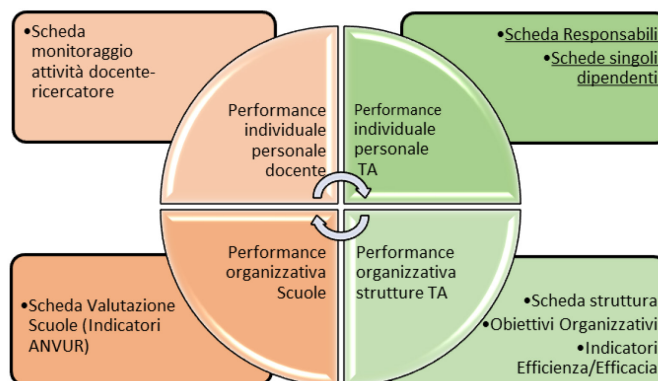 •Scheda
monitoraggio
attività docente-
ricercatore
•Scheda Responsabili
•Schede singoli
dipendenti
Performance
individuale
personale
docente
Performance
individuale
personale
TA
Performance
organizzativa
Scuole
Performance
organizzativa
strutture TA
•Scheda Valutazione
Scuole (Indicatori
ANVUR)
•Scheda struttura
•Obiettivi Organizzativi
•Indicatori
Efficienza/Efficacia